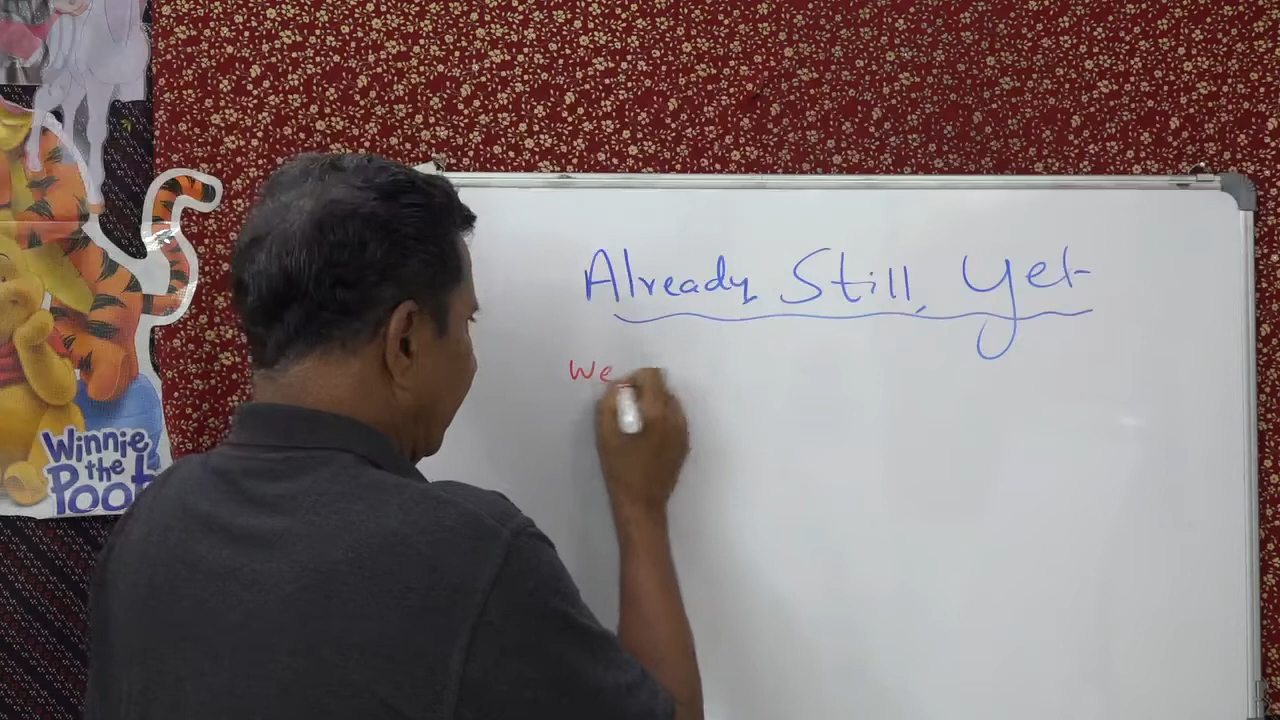 Already Still, Yet
We
Winnie
the
Pooh